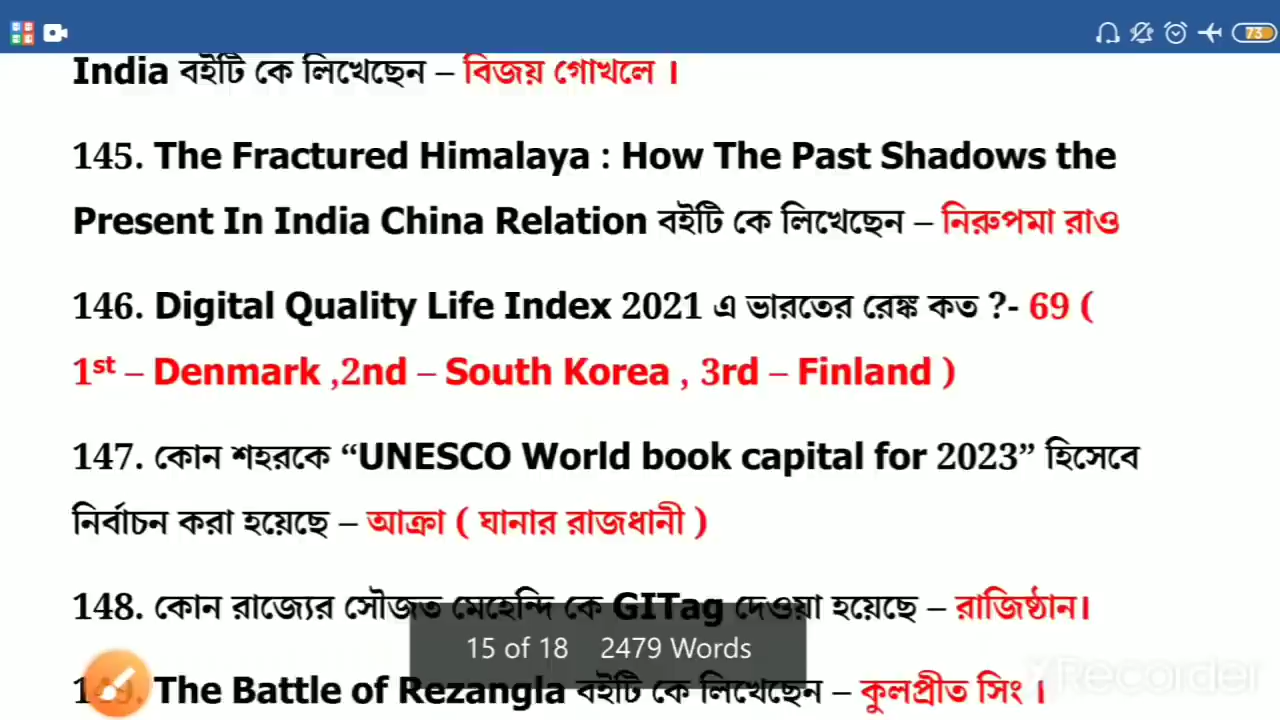 73
India বইটি কে লিখেছেন – বিজয় গোখলে ।
145. The Fractured Himalaya : How The Past Shadows the
Present In India China Relation বইটি কে লিখেছেন – নিরুপমা রাও
146. Digital Quality Life Index 2021 এ ভারতের রেঙ্ক কত ?- 69 (
1st – Denmark ,2nd – South Korea , 3rd – Finland )
147. কোন শহরকে “UNESCO World book capital for 2023” হিসেবে
নির্বাচন করা হয়েছে – আক্রা ( ঘানার রাজধানী )
148. কোন রাজ্যের সৌজত মেহেন্দি কে GITag দেওয়া হয়েছে – রাজিষ্ঠান।
15 of 18 2479 Words
149. The Battle of Rezangla বইটি কে লিখেছেন – কুলপ্রীত সিং ।
XRecorder